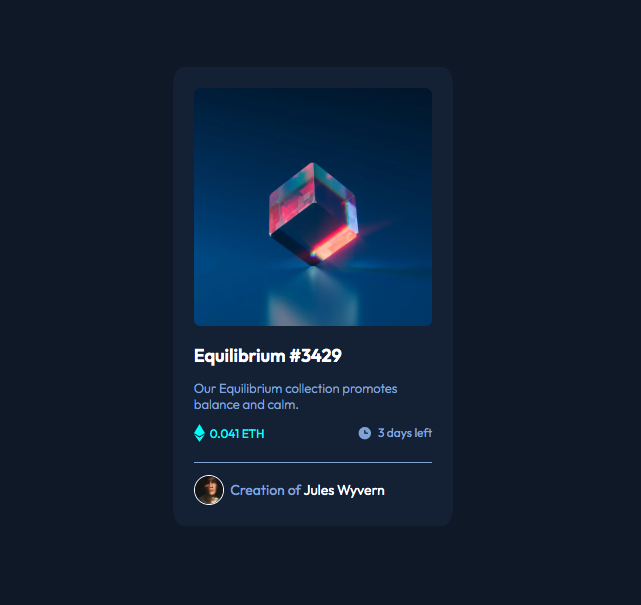 Equilibrium #3429
Our Equilibrium collection promotes
balance and calm.
0.041 ETH
3 days left
Creation of Jules Wyvern